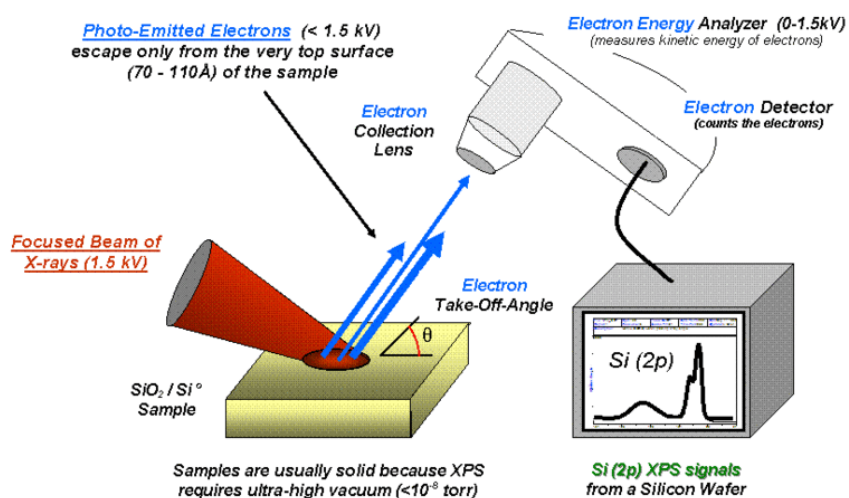 Photo-Emitted Electrons (< 1.5 kV)
escape only from the very top surface
(70 - 110Å) of the sample
Electron Energy Analyzer (0-1.5kV)
(measures kinetic energy of electrons)
Electron
Collection
Lens
Electron Detector
(counts the electrons)
Focused Beam of
X-rays (1.5 kV)
Electron
Take-Off-Angle
θ
Si (2p)
SiO₂ / Si°
Sample
Samples are usually solid because XPS
requires ultra-high vacuum (<10⁻⁸ torr)
Si (2p) XPS signals
from a Silicon Wafer